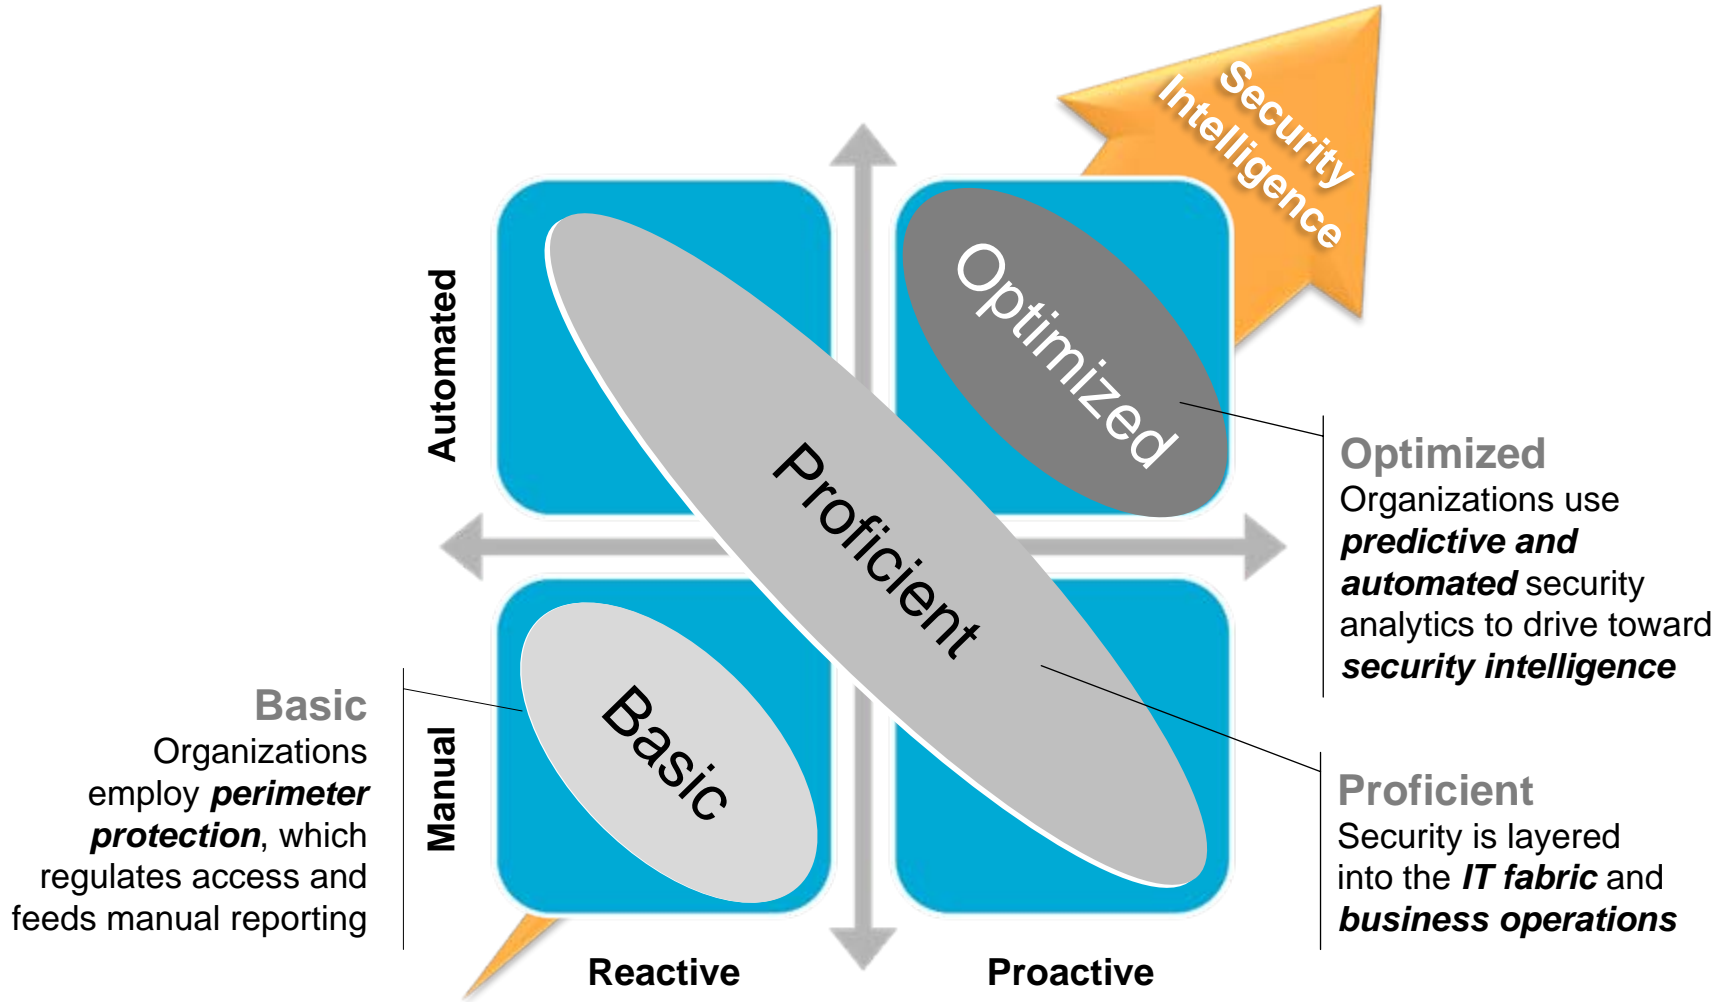 Security
Intelligence
Automated
Manual
Optimized
Proficient
Basic
Reactive
Proactive
Basic
Organizations
employ perimeter
protection, which
regulates access and
feeds manual reporting
Optimized
Organizations use
predictive and
automated security
analytics to drive toward
security intelligence
Proficient
Security is layered
into the IT fabric and
business operations